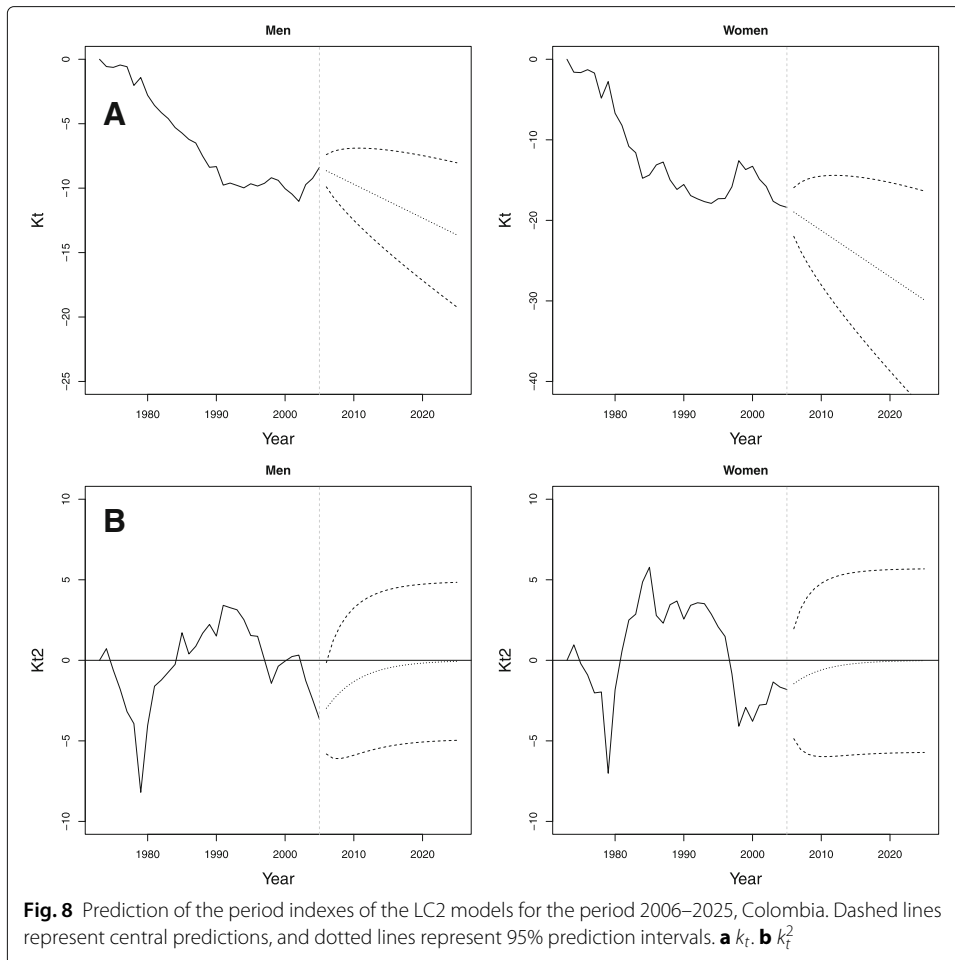 Men
Women
A
Kt
0
−5
−10
−15
−20
−25
1980 1990 2000 2010 2020
Year
Kt
0
−10
−20
−30
−40
1980 1990 2000 2010 2020
Year
Men
Women
B
Kt2
10
5
0
−5
−10
1980 1990 2000 2010 2020
Year
Kt2
10
5
0
−5
−10
1980 1990 2000 2010 2020
Year
Fig. 8 Prediction of the period indexes of the LC2 models for the period 2006–2025, Colombia. Dashed lines
represent central predictions, and dotted lines represent 95% prediction intervals. a kₜ. b kₜ²